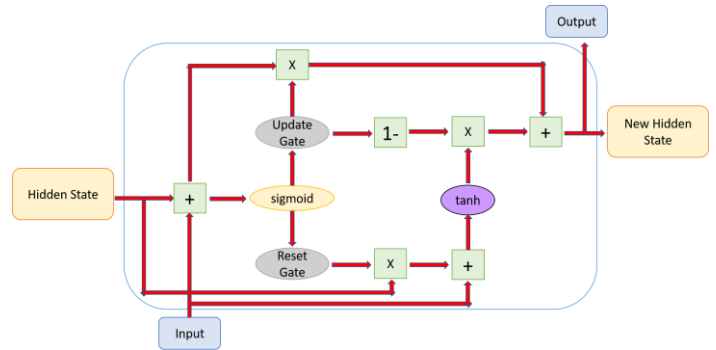 Output
X
Update
Gate
1-
X
+
New Hidden
State
Hidden State
+
sigmoid
tanh
Reset
Gate
X
+
Input